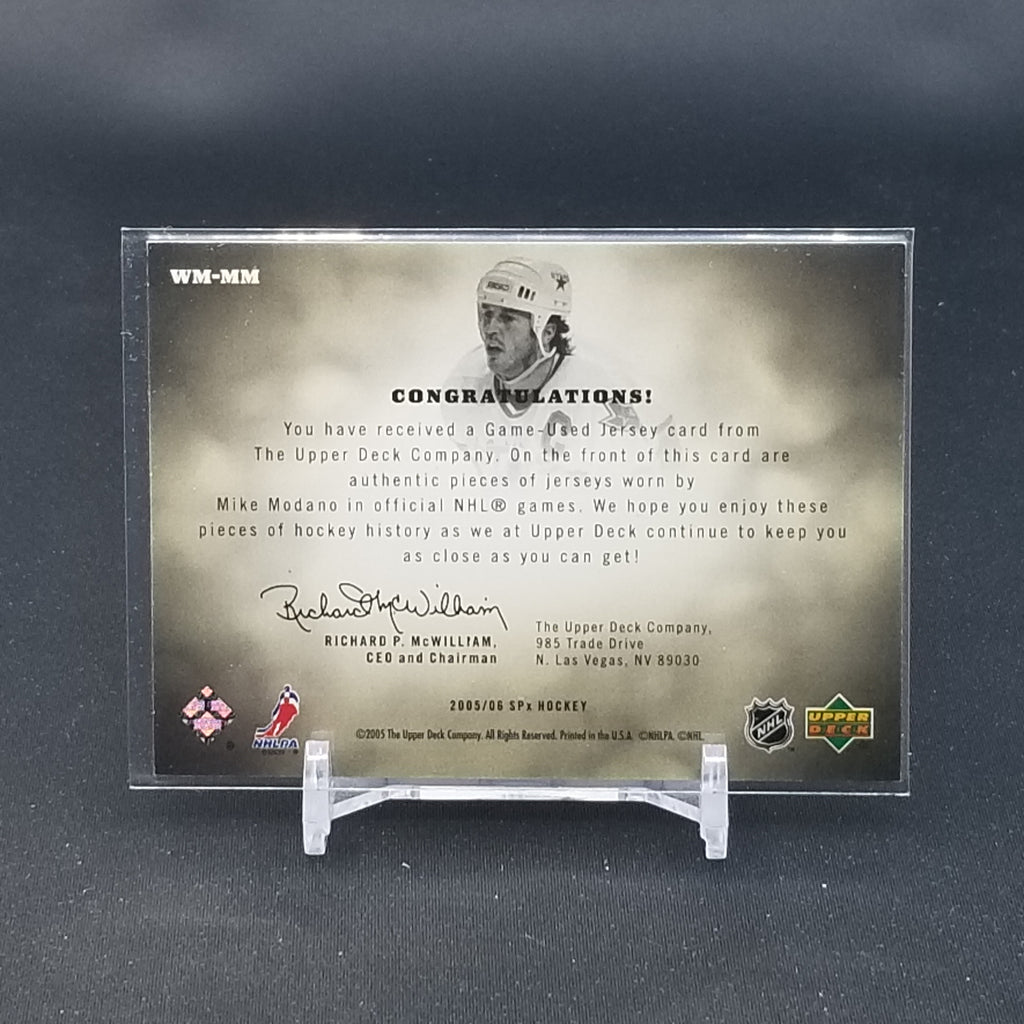 WM-MM
CONGRATULATIONS!
You have received a Game-Used Jersey card from
The Upper Deck Company. On the front of this card are
authentic pieces of jerseys worn by
Mike Modano in official NHL® games. We hope you enjoy these
pieces of hockey history as we at Upper Deck continue to keep you
as close as you can get!
Richard McWilliam
RICHARD P. McWILLIAM,
CEO and Chairman
The Upper Deck Company,
985 Trade Drive
N. Las Vegas, NV 89030
2005/06 SPx HOCKEY
©2005 The Upper Deck Company. All Rights Reserved. Printed in the U.S.A. ©NHLPA. ©NHL.
NHLPA
NHL
UPPER
DECK